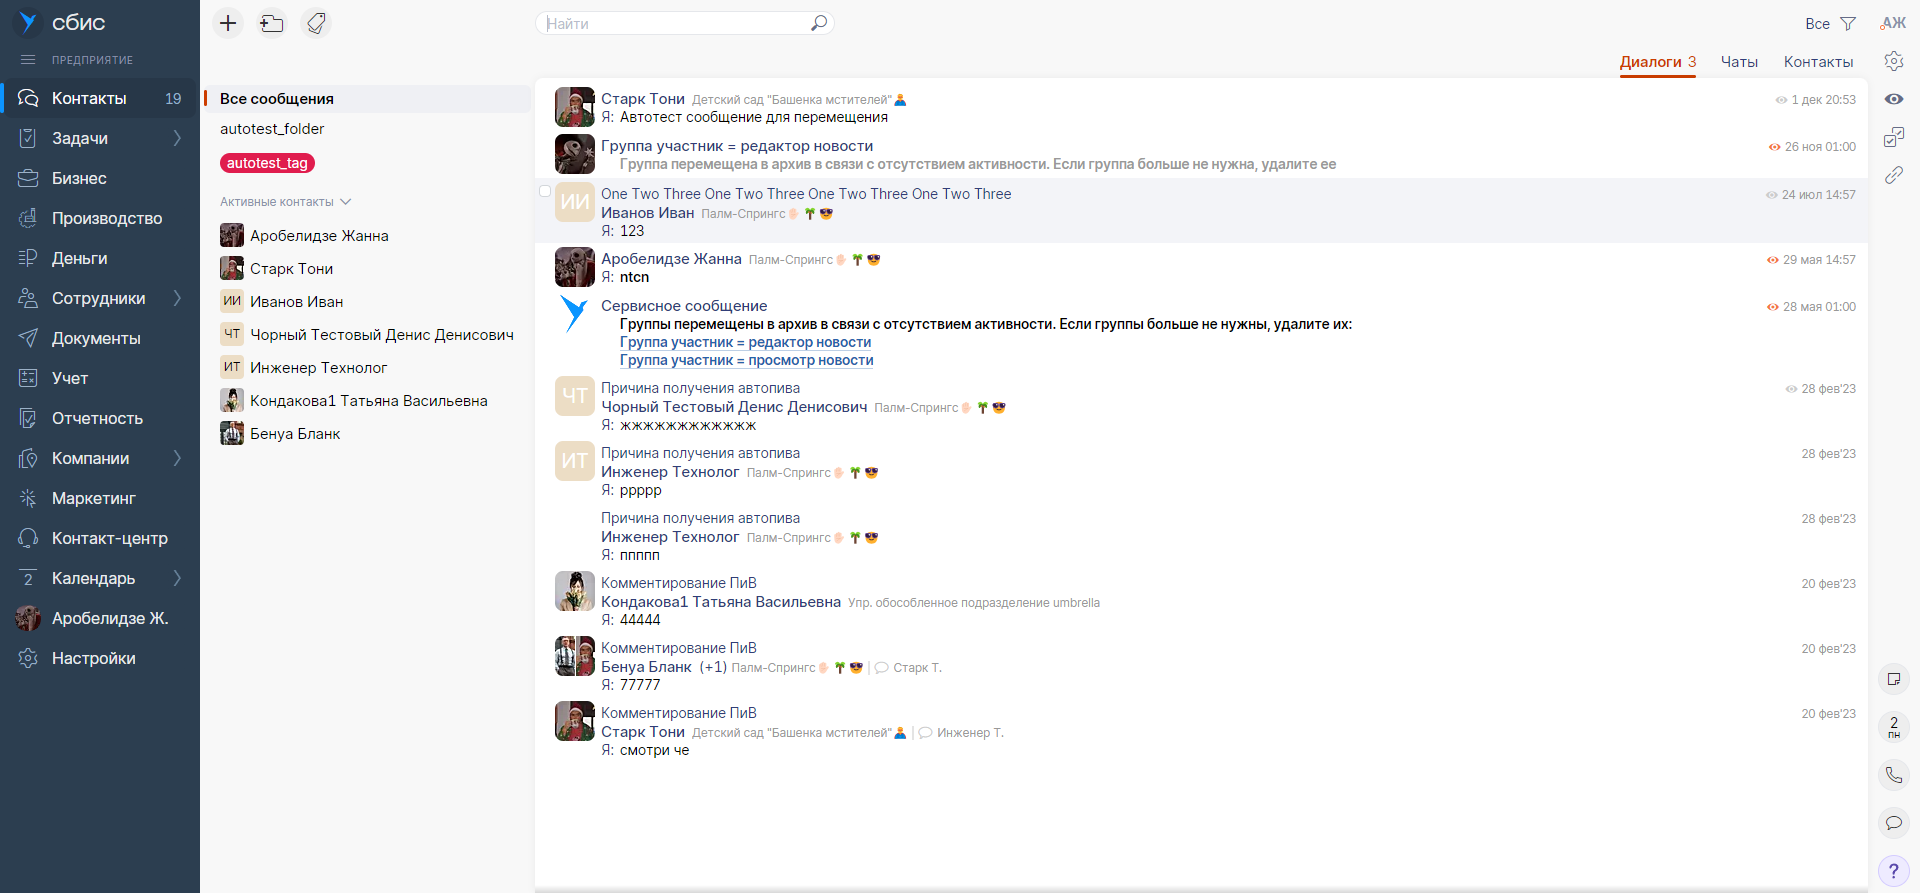 сбис
ПРЕДПРИЯТИЕ
Контакты 19
Задачи
Бизнес
Производство
Деньги
Сотрудники
Документы
Учет
Отчетность
Компании
Маркетинг
Контакт-центр
2 Календарь
Аробелидзе Ж.
Настройки
Все сообщения
autotest_folder
autotest_tag
Активные контакты
Аробелидзе Жанна
Старк Тони
ИИ Иванов Иван
ЧТ Чорный Тестовый Денис Денисович
ИТ Инженер Технолог
Кондакова1 Татьяна Васильевна
Бенуа Бланк
Найти
Все
Диалоги 3 Чаты Контакты
Старк Тони Детский сад "Башенка мстителей" 1 дек 20:53
Я: Автотест сообщение для перемещения
Группа участник = редактор новости 26 ноя 01:00
Группа перемещена в архив в связи с отсутствием активности. Если группа больше не нужна, удалите ее
ИИ
One Two Three One Two Three One Two Three One Two Three 24 июл 14:57
Иванов Иван Палм-Спрингс✋🏻🌴😎
Я: 123
Аробелидзе Жанна Палм-Спрингс✋🏻🌴😎 29 мая 14:57
Я: ntcn
Сервисное сообщение 28 мая 01:00
Группы перемещены в архив в связи с отсутствием активности. Если группы больше не нужны, удалите их:
Группа участник = редактор новости
Группа участник = просмотр новости
ЧТ
Причина получения автопива 28 фев'23
Чорный Тестовый Денис Денисович Палм-Спрингс✋🏻🌴😎
Я: жжжжжжжжжжжж
ИТ
Причина получения автопива 28 фев'23
Инженер Технолог Палм-Спрингс✋🏻🌴😎
Я: ррррр
Причина получения автопива 28 фев'23
Инженер Технолог Палм-Спрингс✋🏻🌴😎
Я: ппппп
Комментирование ПиВ 20 фев'23
Кондакова1 Татьяна Васильевна Упр. обособленное подразделение umbrella
Я: 44444
Комментирование ПиВ 20 фев'23
Бенуа Бланк (+1) Палм-Спрингс✋🏻🌴😎 | Старк Т.
Я: 77777
Комментирование ПиВ 20 фев'23
Старк Тони Детский сад "Башенка мстителей" | Инженер Т.
Я: смотри че
АЖ
2
пн
?